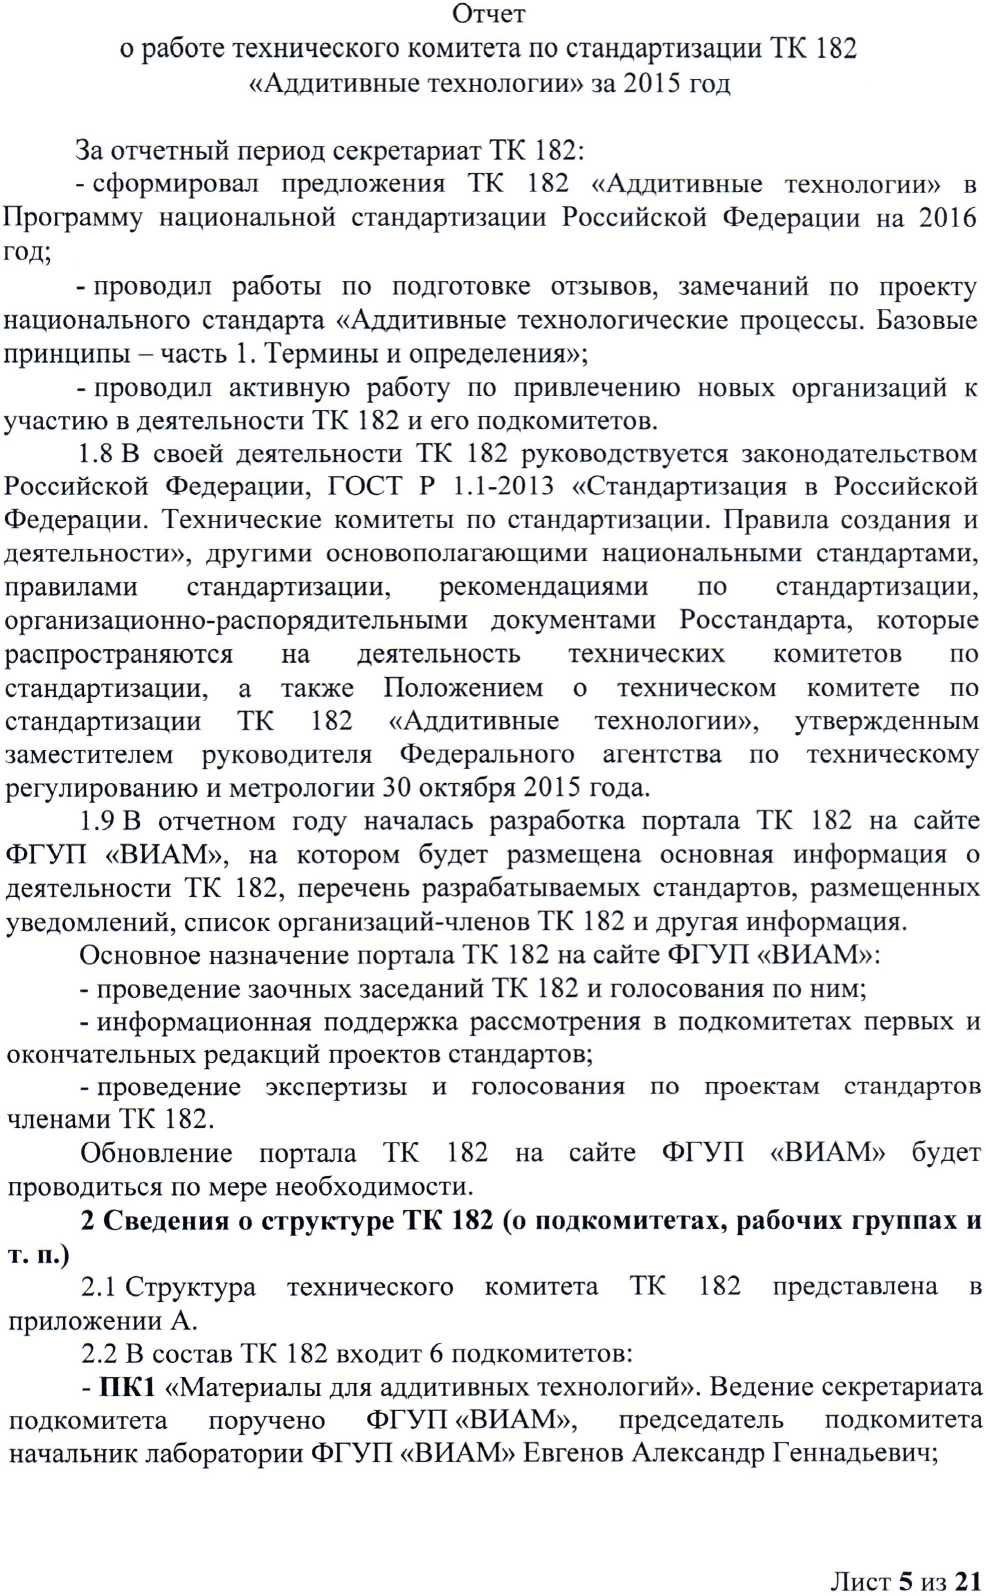 Отчет
о работе технического комитета по стандартизации ТК 182
«Аддитивные технологии» за 2015 год
За отчетный период секретариат ТК 182:
- сформировал предложения ТК 182 «Аддитивные технологии» в
Программу национальной стандартизации Российской Федерации на 2016
год;
- проводил работы по подготовке отзывов, замечаний по проекту
национального стандарта «Аддитивные технологические процессы. Базовые
принципы – часть 1. Термины и определения»;
- проводил активную работу по привлечению новых организаций к
участию в деятельности ТК 182 и его подкомитетов.
1.8 В своей деятельности ТК 182 руководствуется законодательством
Российской Федерации, ГОСТ Р 1.1-2013 «Стандартизация в Российской
Федерации. Технические комитеты по стандартизации. Правила создания и
деятельности», другими основополагающими национальными стандартами,
правилами стандартизации, рекомендациями по стандартизации,
организационно-распорядительными документами Росстандарта, которые
распространяются на деятельность технических комитетов по
стандартизации, а также Положением о техническом комитете по
стандартизации ТК 182 «Аддитивные технологии», утвержденным
заместителем руководителя Федерального агентства по техническому
регулированию и метрологии 30 октября 2015 года.
1.9 В отчетном году началась разработка портала ТК 182 на сайте
ФГУП «ВИАМ», на котором будет размещена основная информация о
деятельности ТК 182, перечень разрабатываемых стандартов, размещенных
уведомлений, список организаций-членов ТК 182 и другая информация.
Основное назначение портала ТК 182 на сайте ФГУП «ВИАМ»:
- проведение заочных заседаний ТК 182 и голосования по ним;
- информационная поддержка рассмотрения в подкомитетах первых и
окончательных редакций проектов стандартов;
- проведение экспертизы и голосования по проектам стандартов
членами ТК 182.
Обновление портала ТК 182 на сайте ФГУП «ВИАМ» будет
проводиться по мере необходимости.
2 Сведения о структуре ТК 182 (о подкомитетах, рабочих группах и
т. п.)
2.1 Структура технического комитета ТК 182 представлена в
приложении А.
2.2 В состав ТК 182 входит 6 подкомитетов:
- ПК1 «Материалы для аддитивных технологий». Ведение секретариата
подкомитета поручено ФГУП «ВИАМ», председатель подкомитета
начальник лаборатории ФГУП «ВИАМ» Евгенов Александр Геннадьевич;
Лист 5 из 21